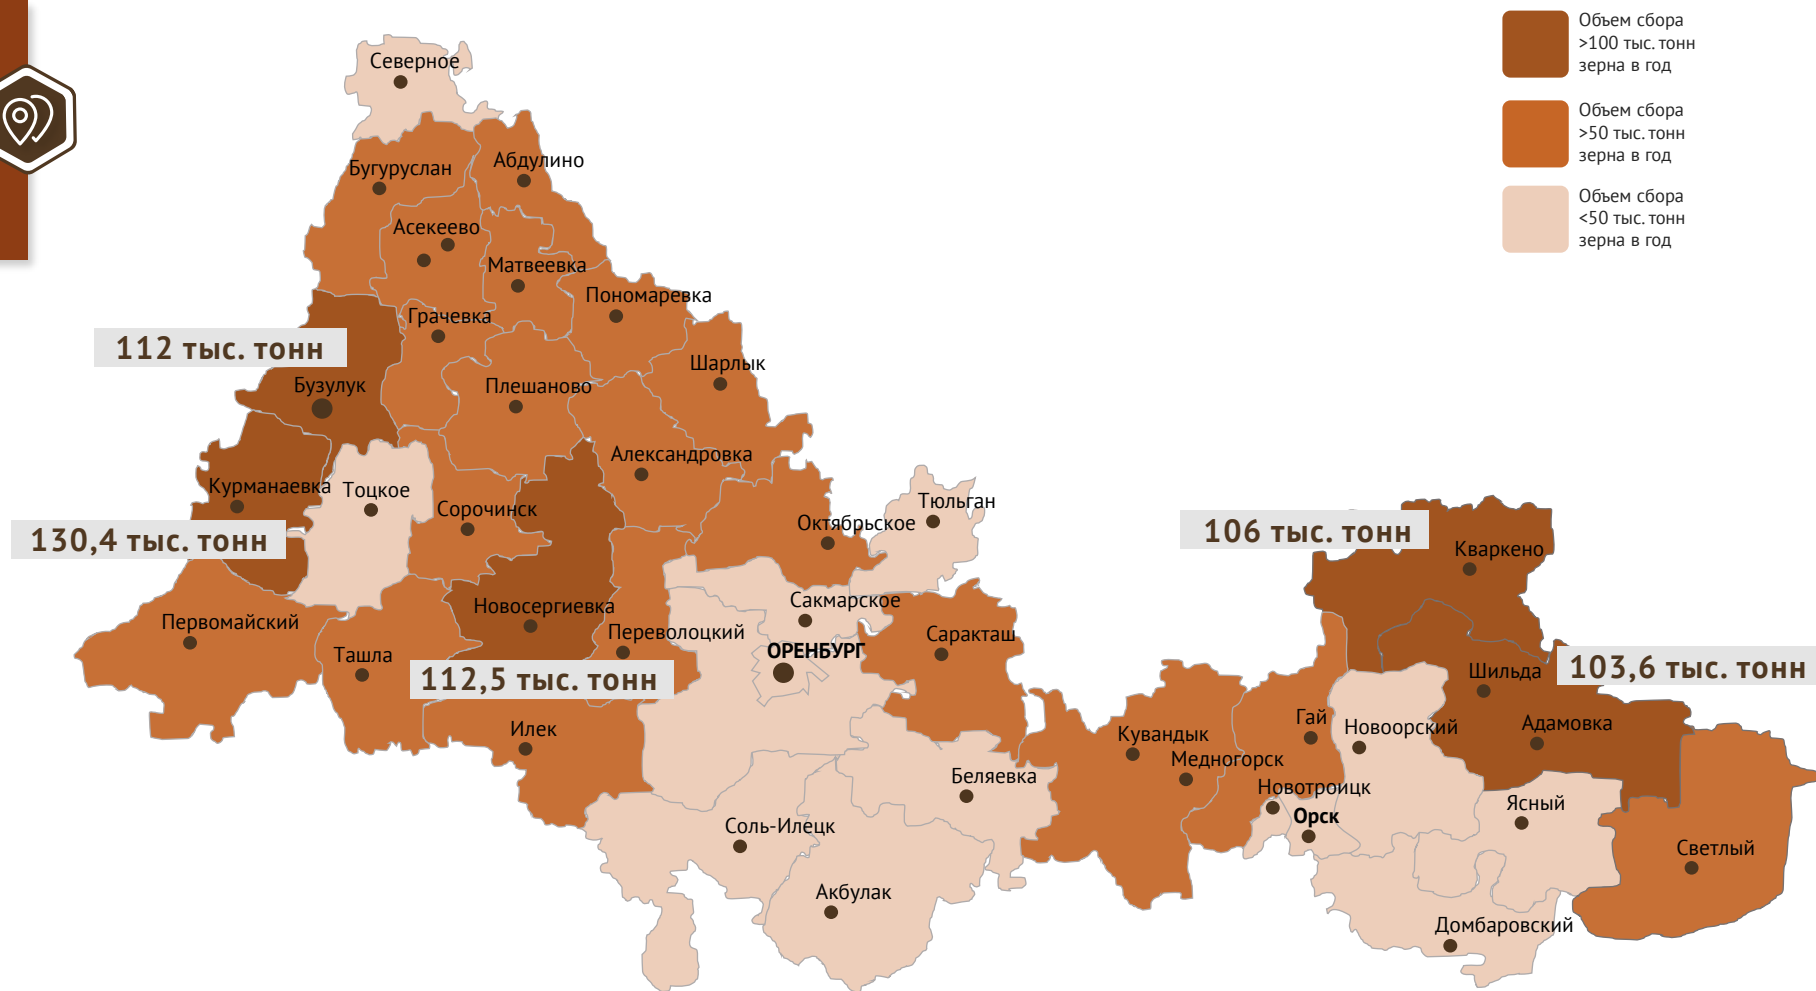 Объем сбора
>100 тыс. тонн
зерна в год
Объем сбора
>50 тыс. тонн
зерна в год
Объем сбора
<50 тыс. тонн
зерна в год
Северное
Бугуруслан
Абдулино
Асекеево
Матвеевка
Пономаревка
Грачевка
112 тыс. тонн
Шарлык
Бузулук
Плешаново
Александровка
Курманаевка
Тоцкое
Сорочинск
Тюльган
Октябрьское
130,4 тыс. тонн
106 тыс. тонн
Кваркено
Новосергиевка
Сакмарское
Первомайский
Переволоцкий
Саракташ
ОРЕНБУРГ
Ташла
112,5 тыс. тонн
Шильда
103,6 тыс. тонн
Илек
Гай
Новоорский
Адамовка
Кувандык
Медногорск
Беляевка
Новотроицк
Орск
Ясный
Соль-Илецк
Светлый
Акбулак
Домбаровский